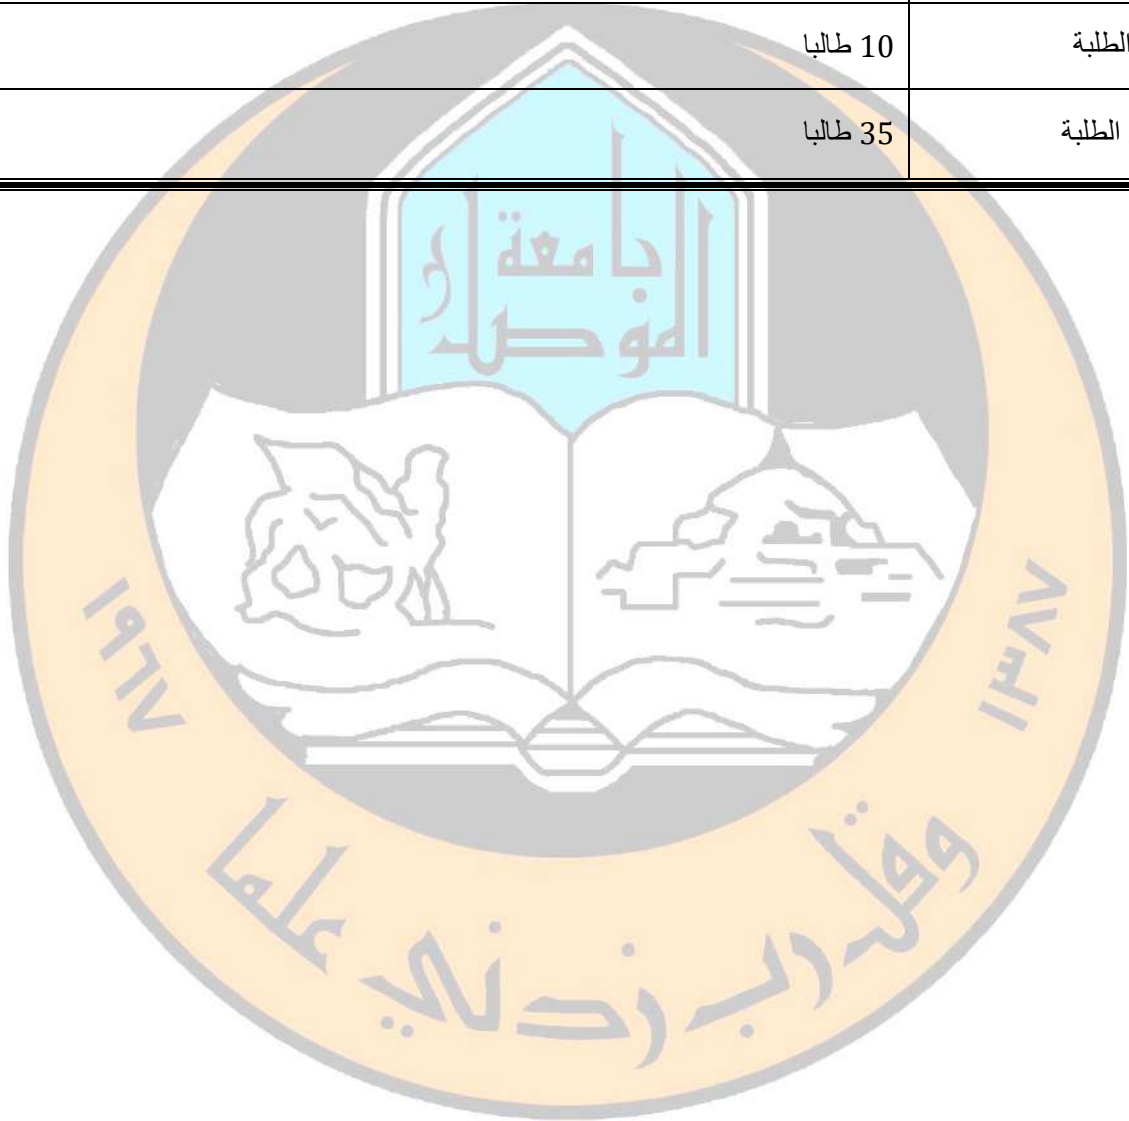 الطلبة 10 طالبا
الطلبة 35 طالبا
جامعة
الموصل
١٩٦٧
١٣٨٧
وقل رب زدني علما